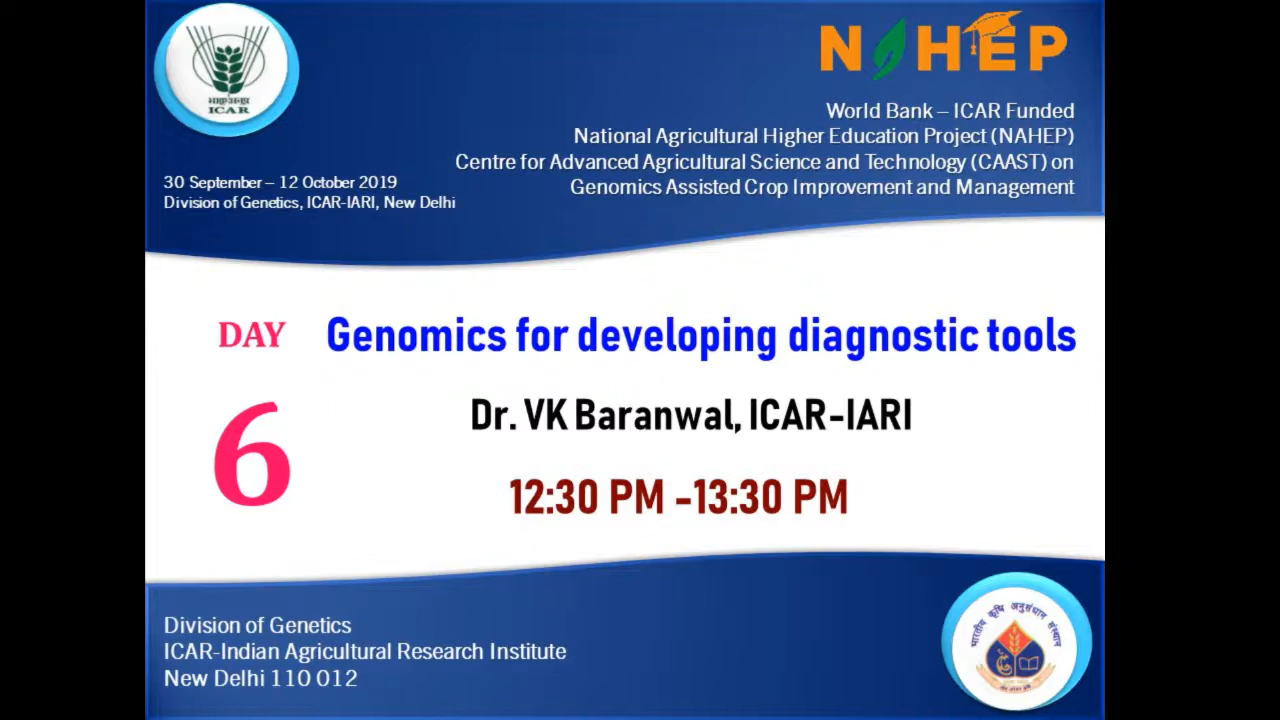 ICAR
NAHEP
World Bank – ICAR Funded
National Agricultural Higher Education Project (NAHEP)
Centre for Advanced Agricultural Science and Technology (CAAST) on
Genomics Assisted Crop Improvement and Management
30 September – 12 October 2019
Division of Genetics, ICAR-IARI, New Delhi
DAY
6
Genomics for developing diagnostic tools
Dr. VK Baranwal, ICAR-IARI
12:30 PM -13:30 PM
Division of Genetics
ICAR-Indian Agricultural Research Institute
New Delhi 110 012
भारतीय कृषि अनुसंधान संस्थान